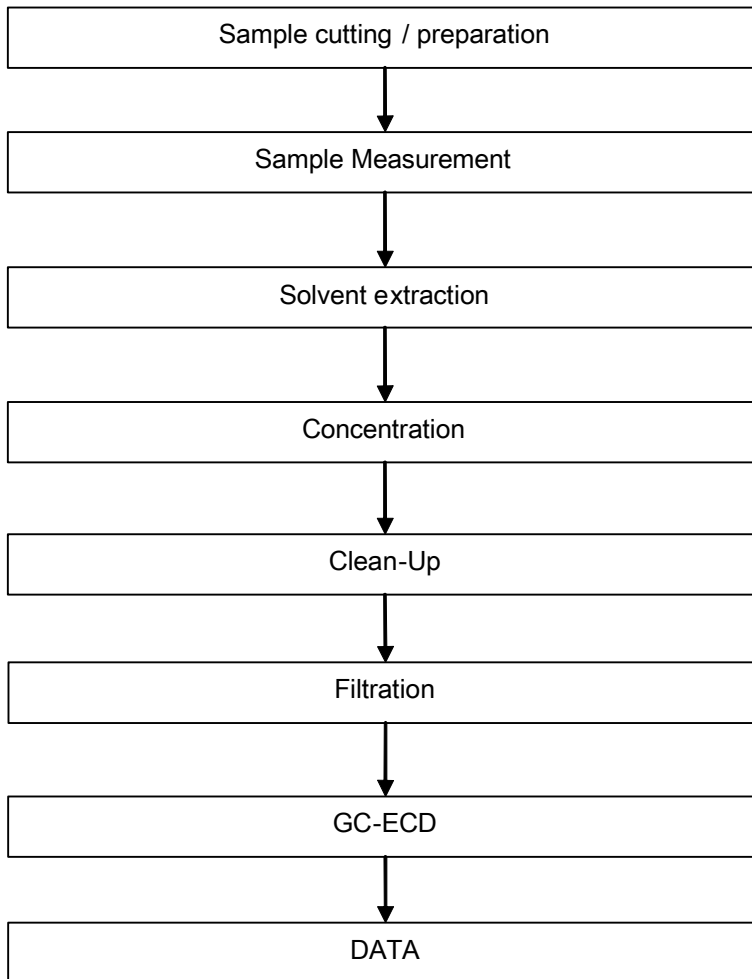 Sample cutting / preparation
Sample Measurement
Solvent extraction
Concentration
Clean-Up
Filtration
GC-ECD
DATA